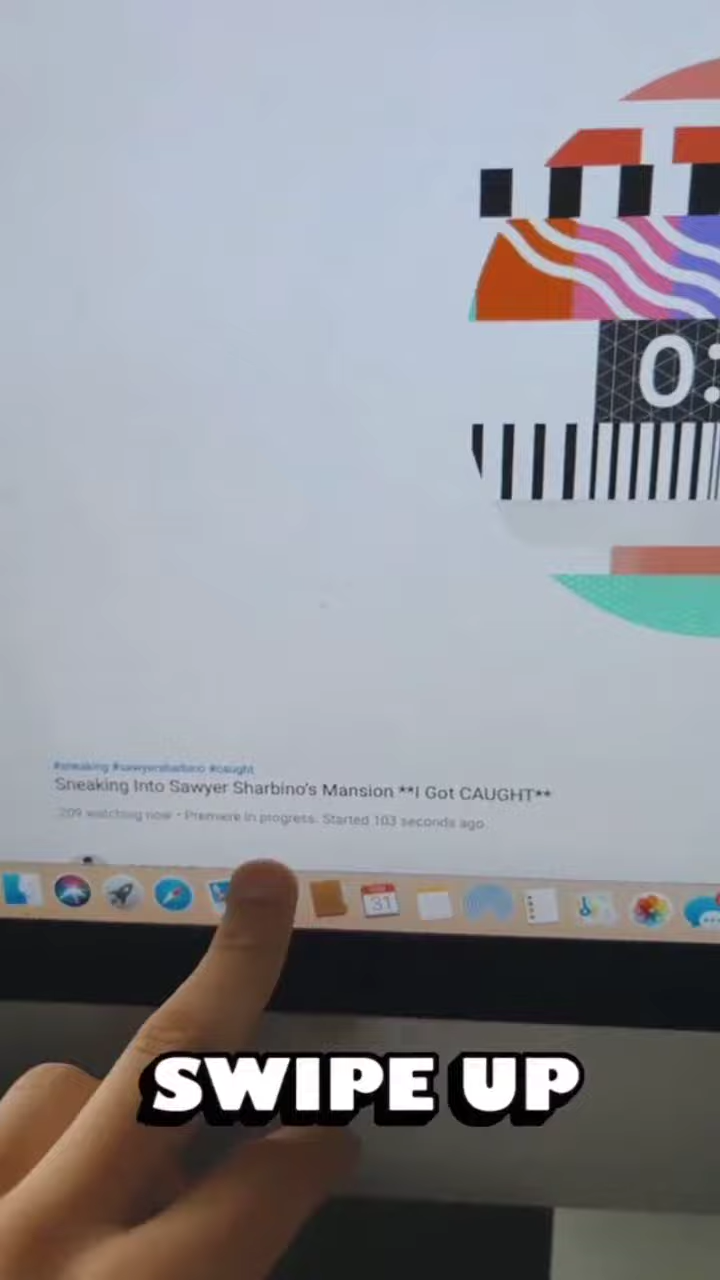 0:
#sneaking #sawyersharbino #caught
Sneaking Into Sawyer Sharbino's Mansion **I Got CAUGHT**
209 watching now • Premiere in progress. Started 103 seconds ago
31
SWIPE UP